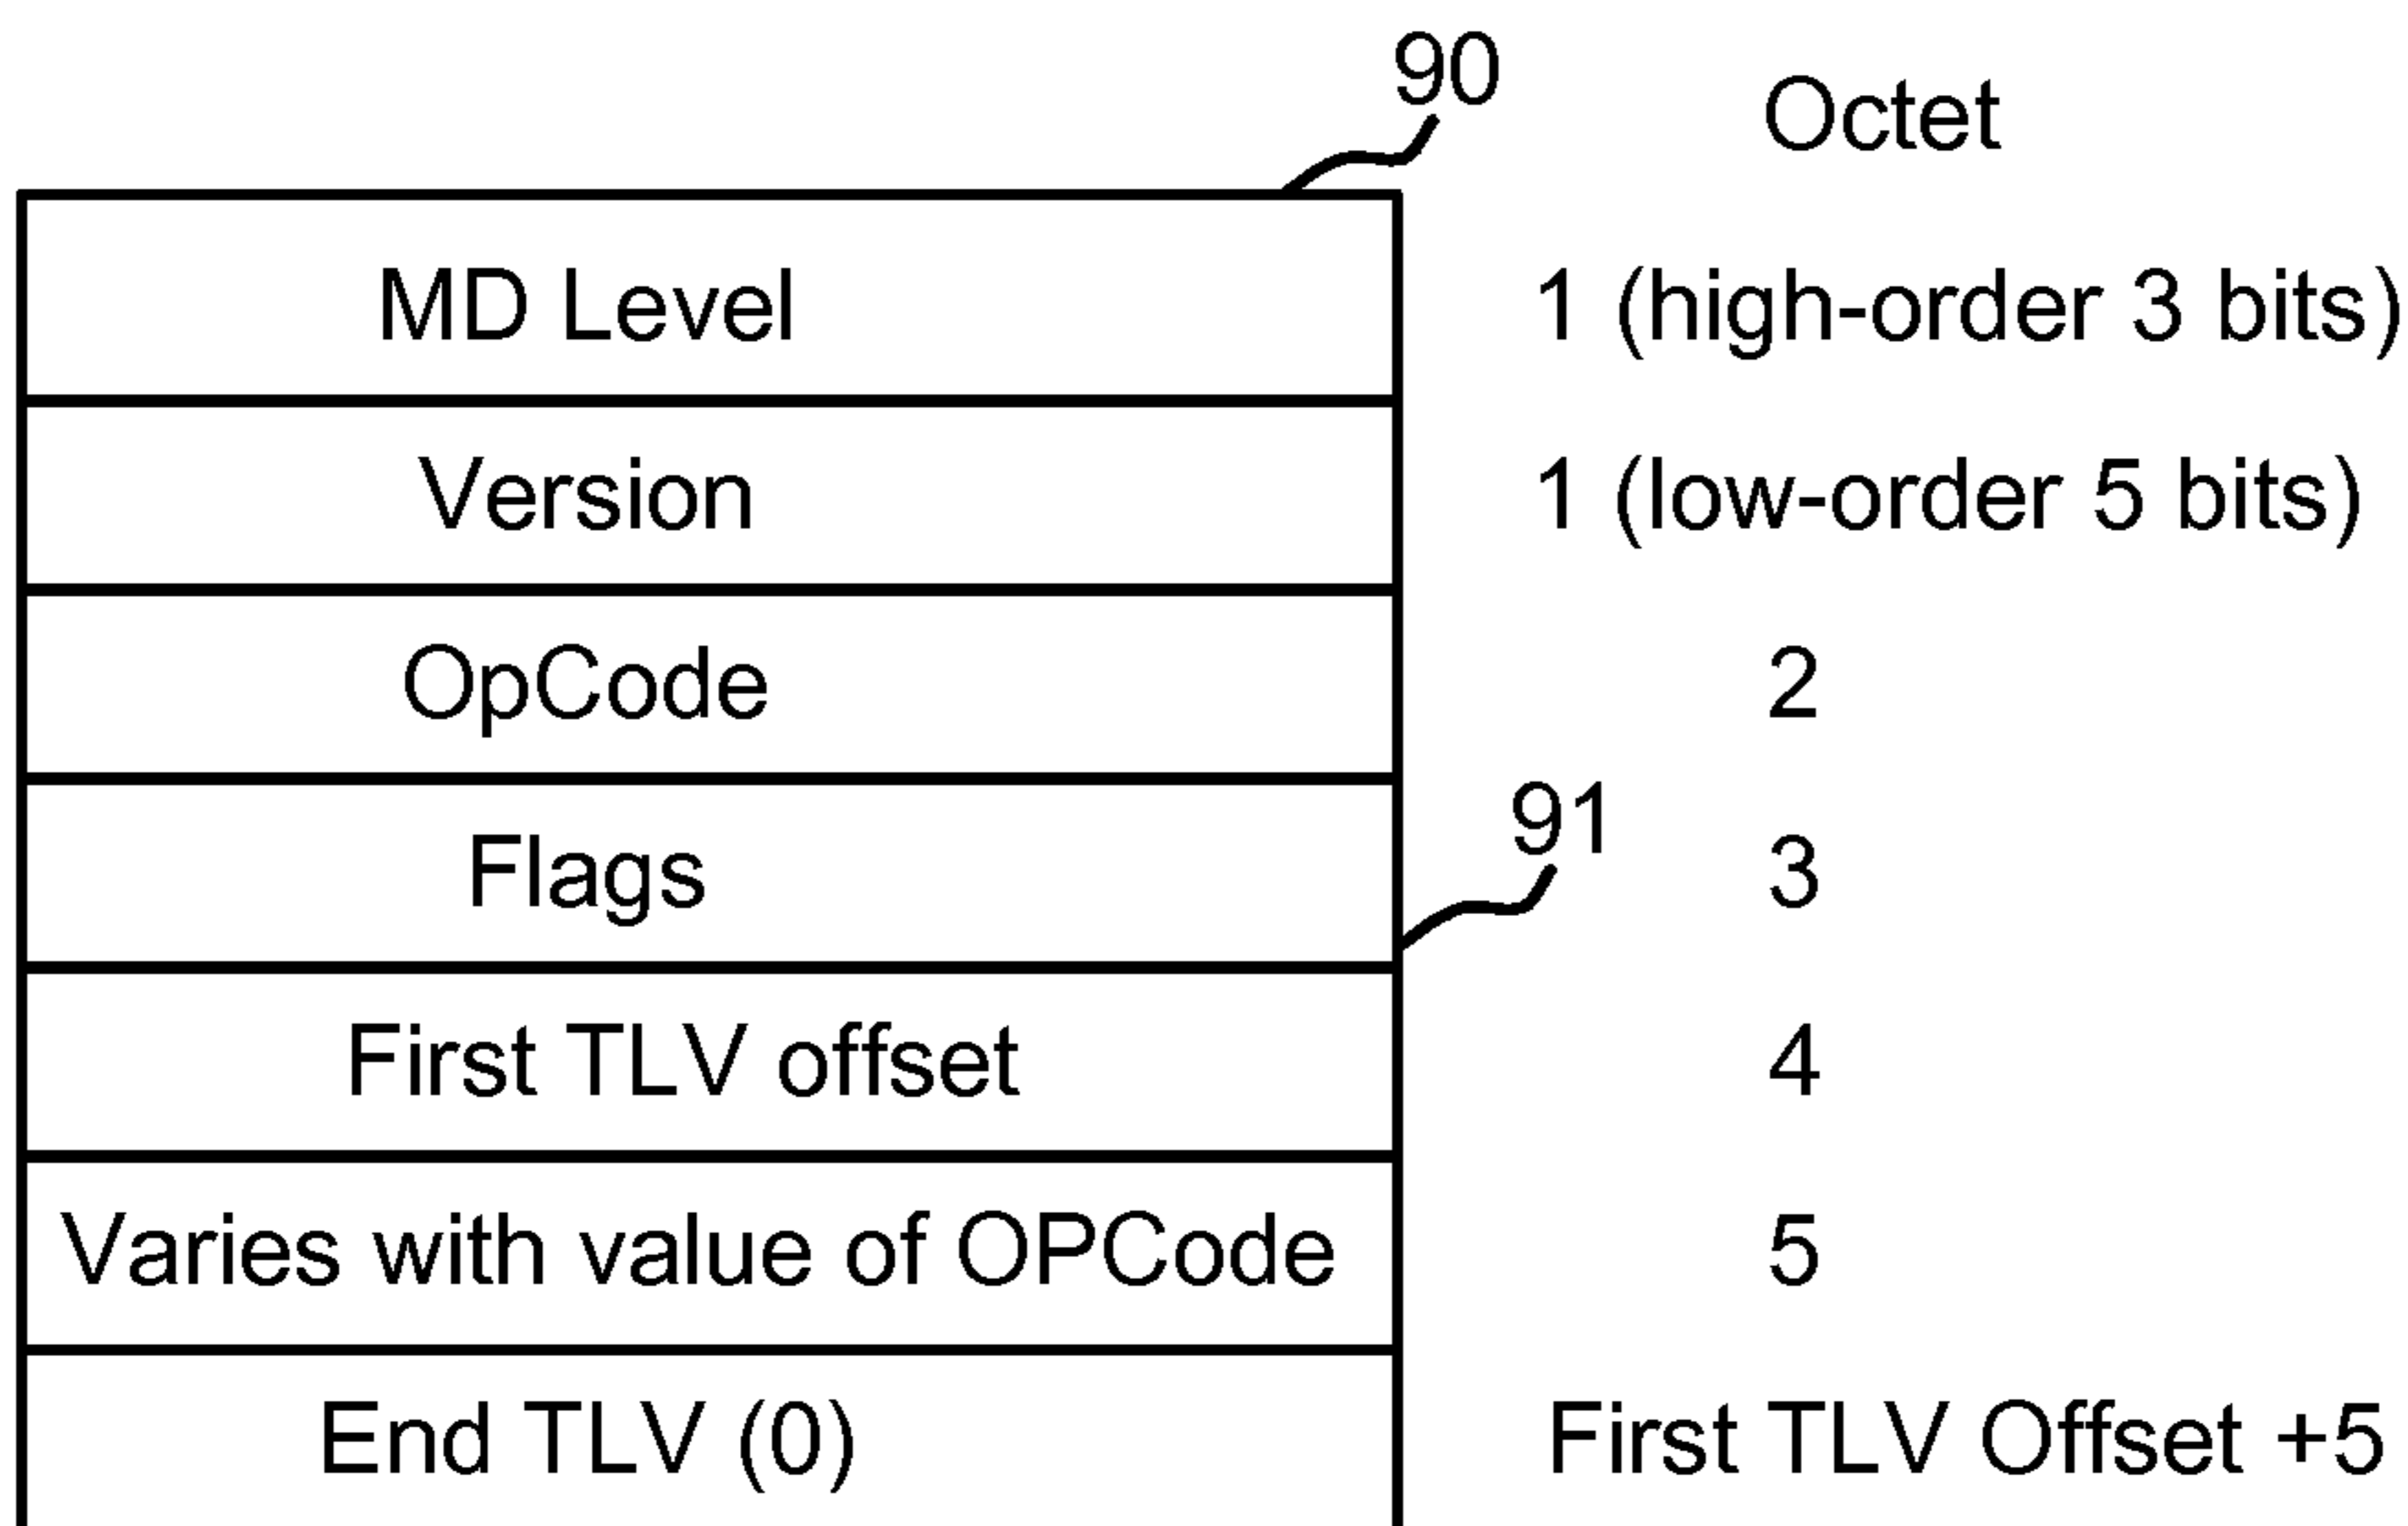 90
Octet
MD Level 1 (high-order 3 bits)
Version 1 (low-order 5 bits)
OpCode 2
91
Flags 3
First TLV offset 4
Varies with value of OPCode 5
End TLV (0) First TLV Offset +5